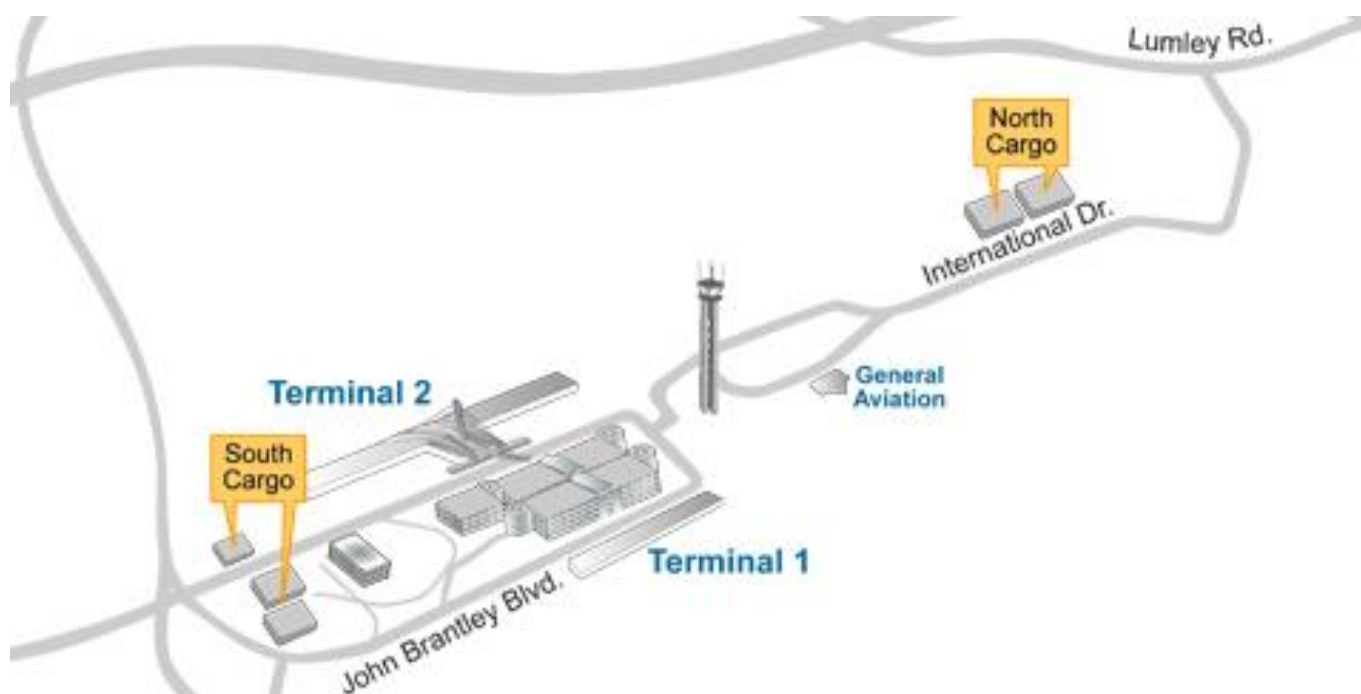 Lumley Rd.
North
Cargo
International Dr.
General
Aviation
Terminal 2
South
Cargo
Terminal 1
John Brantley Blvd.